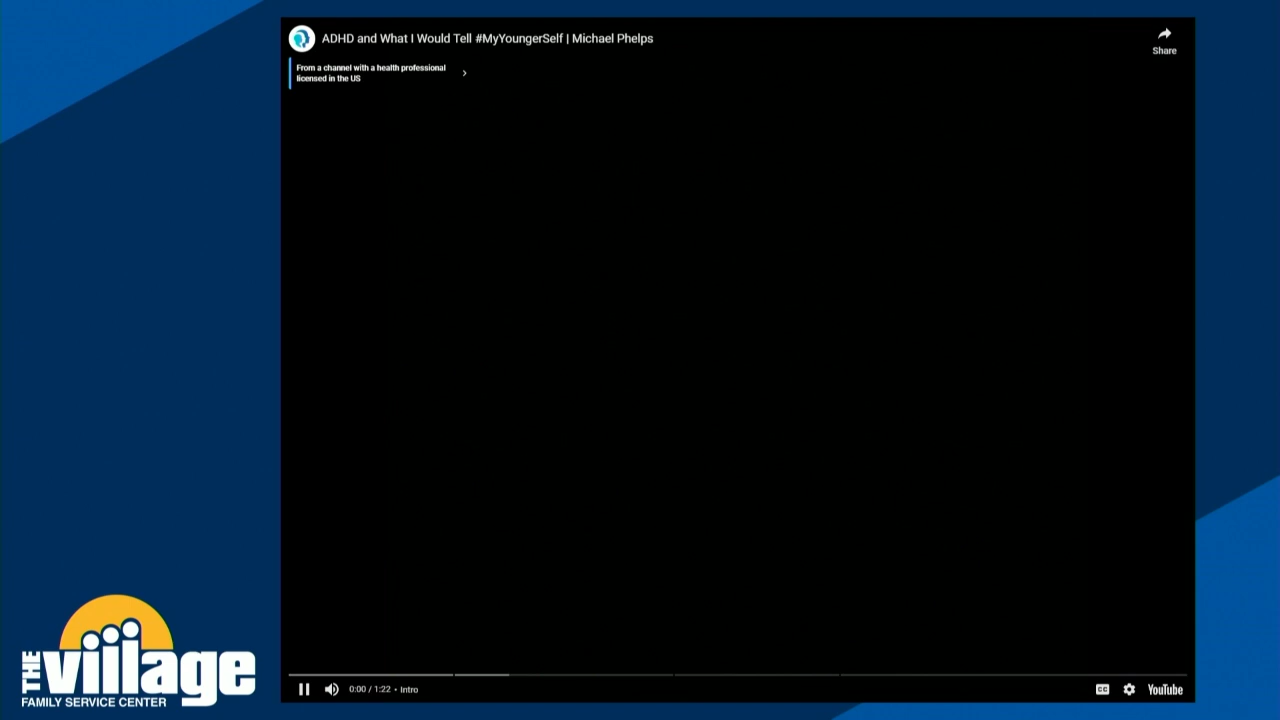 ADHD and What I Would Tell #MyYoungerSelf | Michael Phelps
Share
From a channel with a health professional
licensed in the US
0:00 / 1:22 • Intro
CC
YouTube
THE village
FAMILY SERVICE CENTER